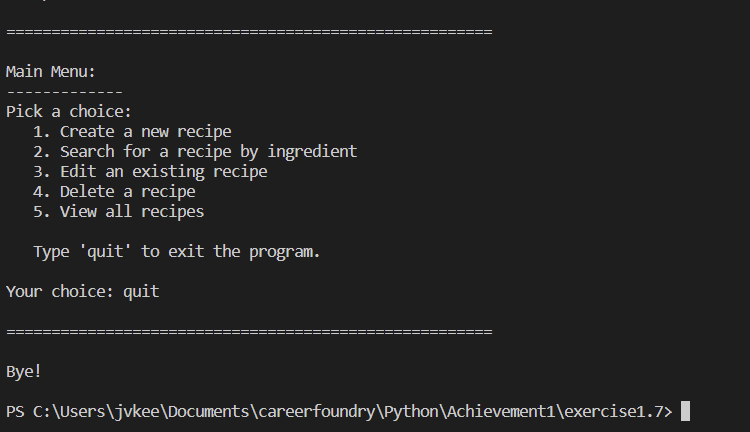 ======================================================
Main Menu:
-------------
Pick a choice:
1. Create a new recipe
2. Search for a recipe by ingredient
3. Edit an existing recipe
4. Delete a recipe
5. View all recipes
Type 'quit' to exit the program.
Your choice: quit
======================================================
Bye!
PS C:\Users\jvkee\Documents\careerfoundry\Python\Achievement1\exercise1.7>